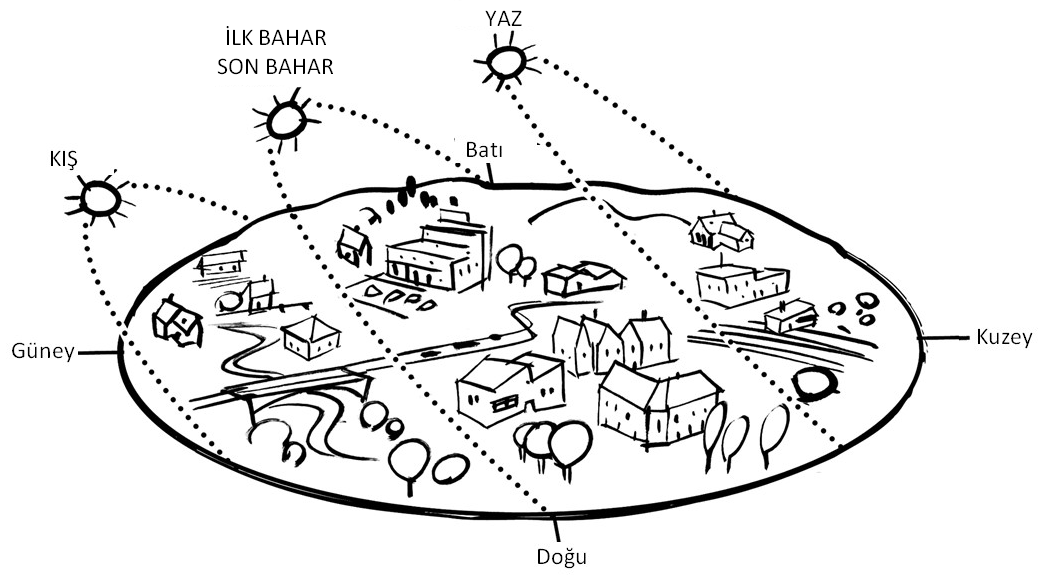 YAZ
İLK BAHAR
SON BAHAR
KIŞ
Batı
Güney
Kuzey
Doğu